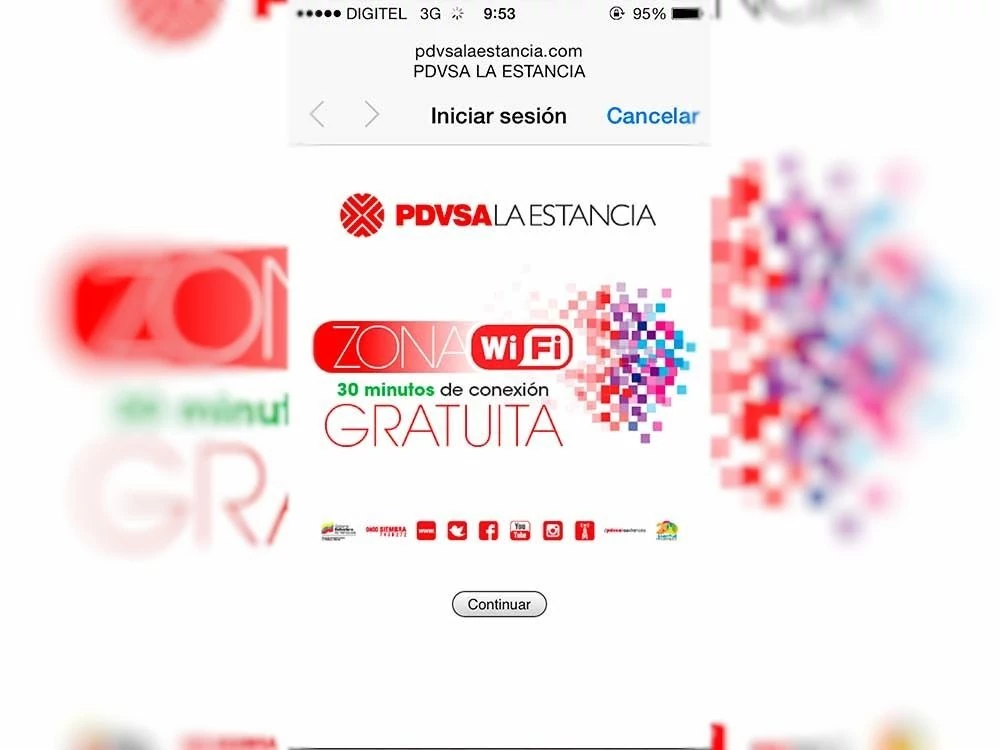 DIGITEL 3G 9:53 95%
pdvsalaestancia.com
PDVSA LA ESTANCIA
Iniciar sesión Cancelar
PDVSA LA ESTANCIA
ZONA WiFi
30 minutos de conexión
GRATUITA
You Tube
Continuar